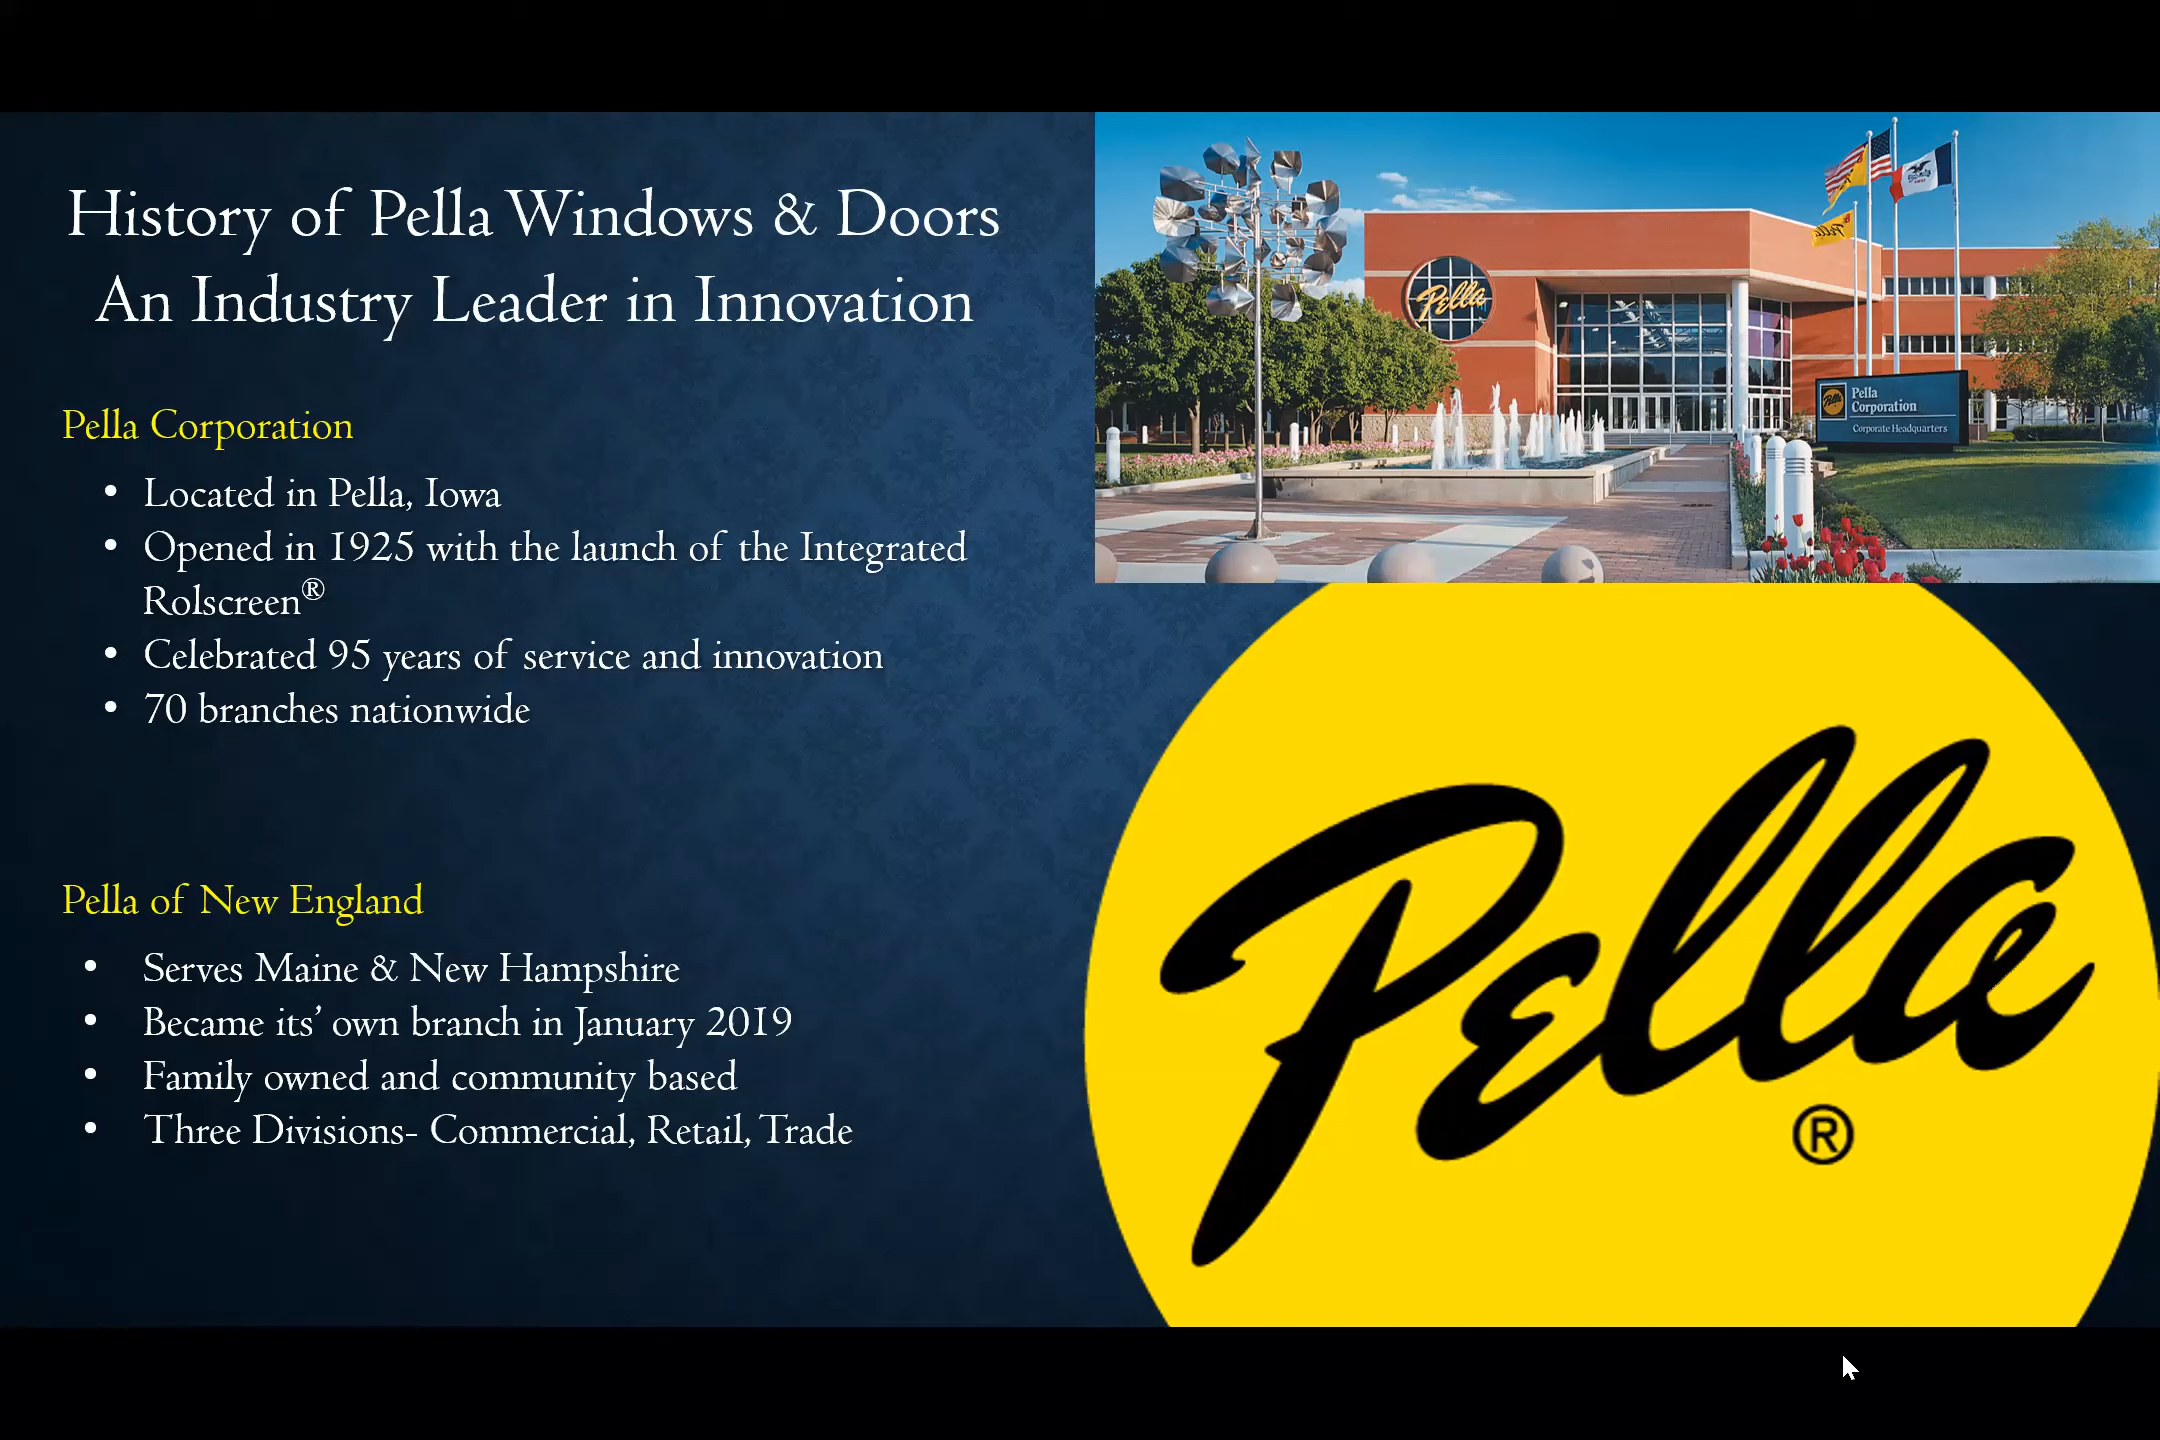 History of Pella Windows & Doors
An Industry Leader in Innovation
Pella Corporation
• Located in Pella, Iowa
• Opened in 1925 with the launch of the Integrated
Rolscreen®
• Celebrated 95 years of service and innovation
• 70 branches nationwide
Pella of New England
• Serves Maine & New Hampshire
• Became its’ own branch in January 2019
• Family owned and community based
• Three Divisions- Commercial, Retail, Trade
Pella
Pella
Pella
Pella
Corporation
Corporate Headquarters
Pella
®